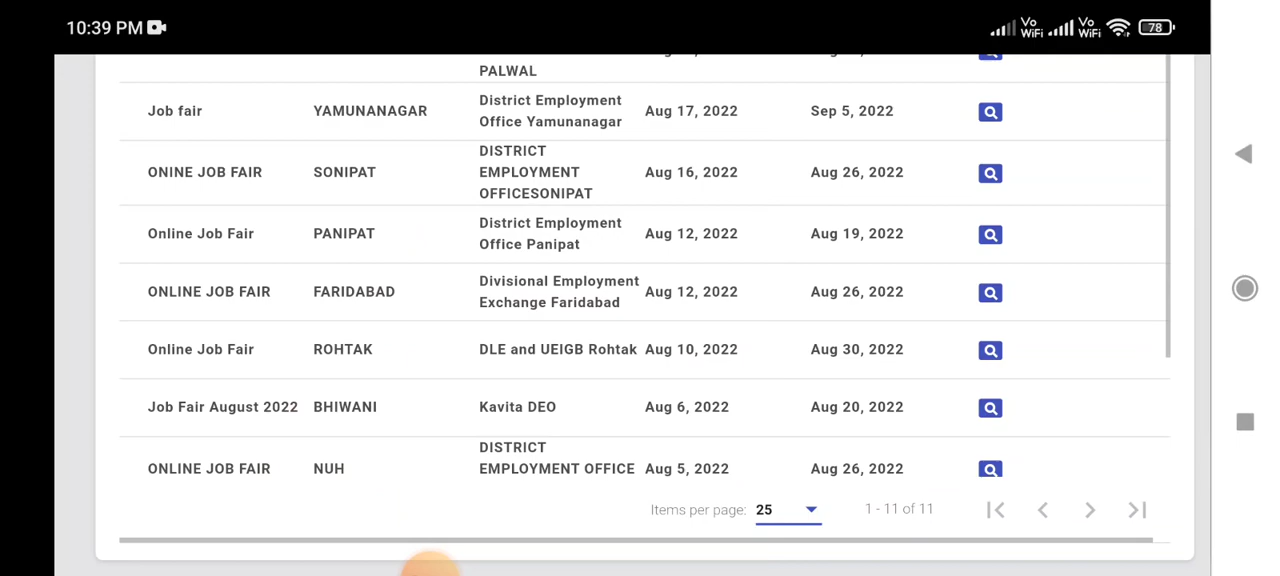 10:39 PM
Vo WiFi
Vo WiFi
78
PALWAL
Job fair YAMUNANAGAR District Employment Office Yamunanagar Aug 17, 2022 Sep 5, 2022
ONINE JOB FAIR SONIPAT DISTRICT EMPLOYMENT OFFICESONIPAT Aug 16, 2022 Aug 26, 2022
Online Job Fair PANIPAT District Employment Office Panipat Aug 12, 2022 Aug 19, 2022
ONLINE JOB FAIR FARIDABAD Divisional Employment Exchange Faridabad Aug 12, 2022 Aug 26, 2022
Online Job Fair ROHTAK DLE and UEIGB Rohtak Aug 10, 2022 Aug 30, 2022
Job Fair August 2022 BHIWANI Kavita DEO Aug 6, 2022 Aug 20, 2022
ONLINE JOB FAIR NUH DISTRICT EMPLOYMENT OFFICE Aug 5, 2022 Aug 26, 2022
Items per page: 25 1 - 11 of 11